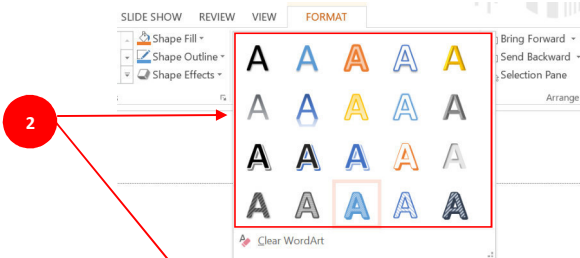 SLIDE SHOW REVIEW VIEW FORMAT
Shape Fill Bring Forward
Shape Outline Send Backward
Shape Effects Selection Pane
Arrange
2
A A A A A
A A A A A
A A A A A
A A A A A
Clear WordArt